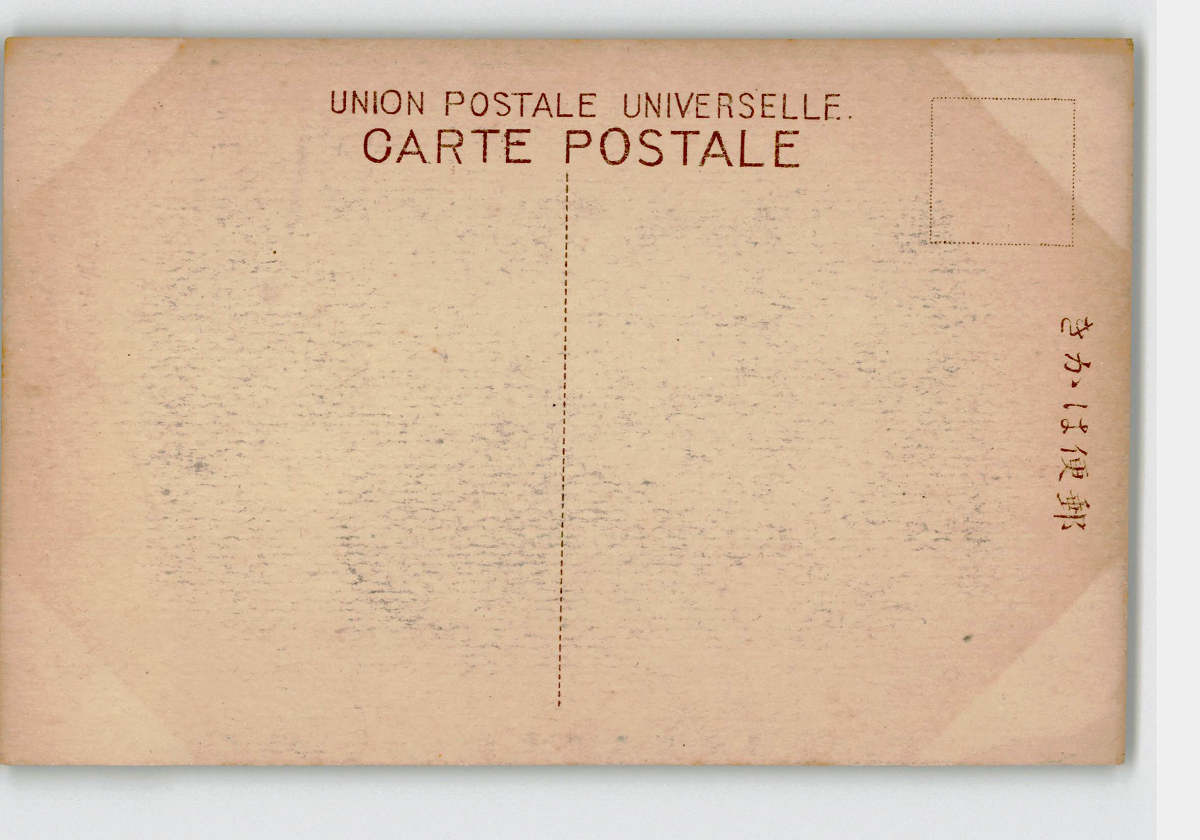 UNION POSTALE UNIVERSELLE.
CARTE POSTALE
郵便はかき